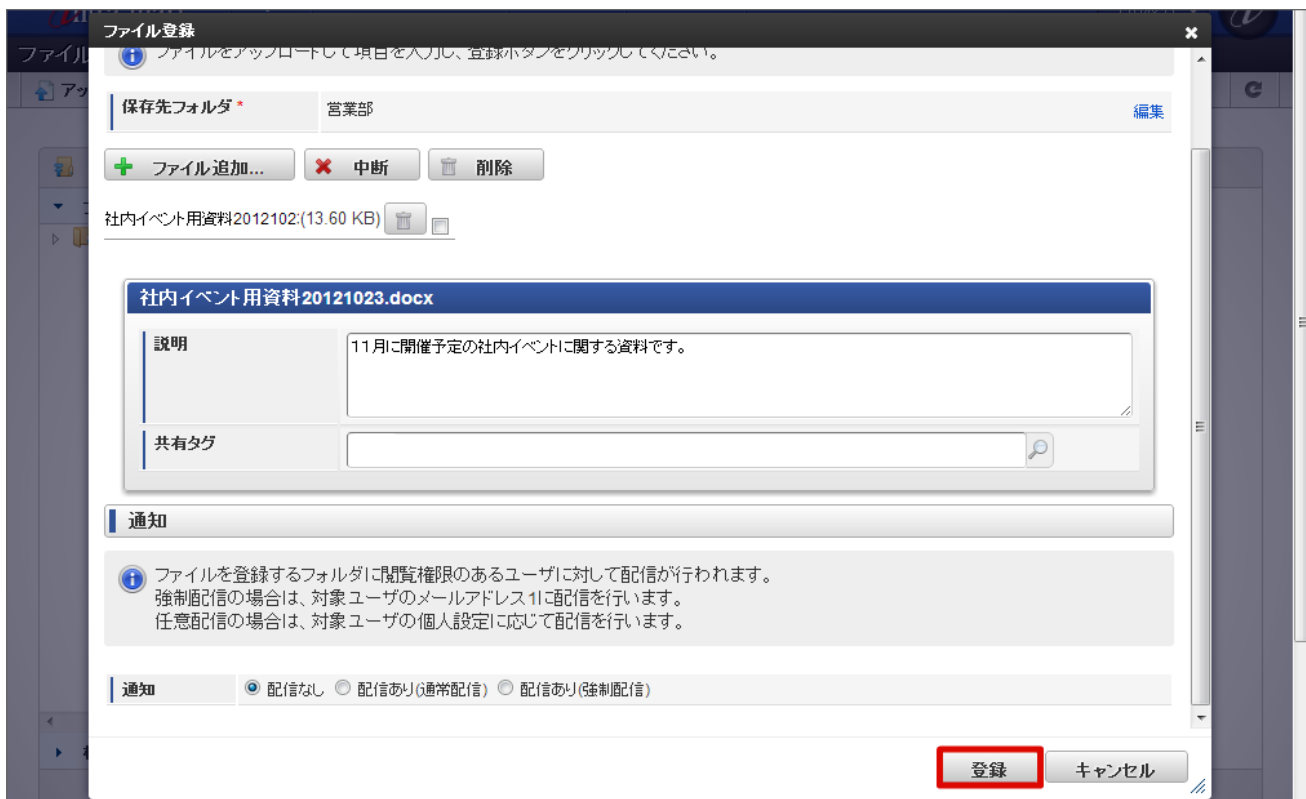 ファイル登録
ファイル
ファイルをアップロードして項目を入力し、登録ボタンをクリックしてください。
アッ
保存先フォルダ * 営業部 編集
ファイル追加... 中断 削除
社内イベント用資料2012102:(13.60 KB)
社内イベント用資料20121023.docx
説明 11月に開催予定の社内イベントに関する資料です。
共有タグ
通知
ファイルを登録するフォルダに閲覧権限のあるユーザに対して配信が行われます。
強制配信の場合は、対象ユーザのメールアドレス1に配信を行います。
任意配信の場合は、対象ユーザの個人設定に応じて配信を行います。
通知 配信なし 配信あり(通常配信) 配信あり(強制配信)
登録 キャンセル